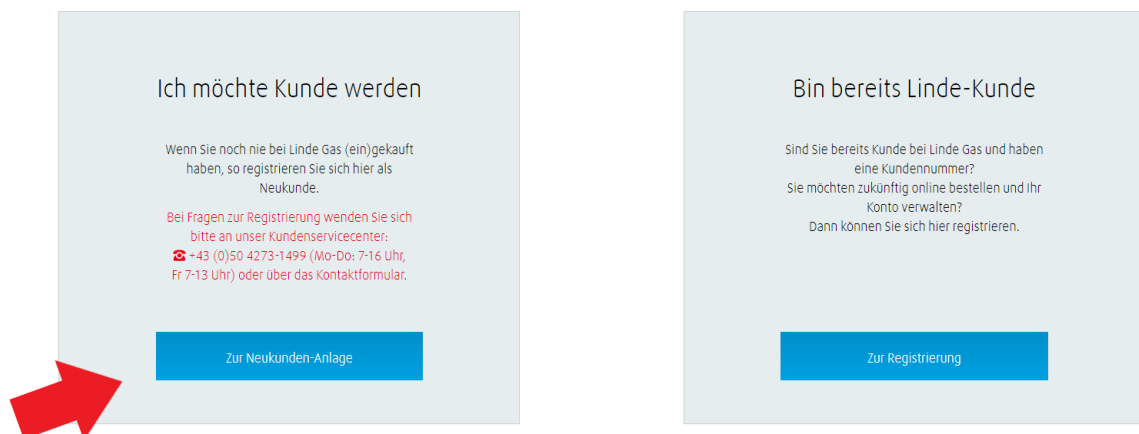 Ich möchte Kunde werden
Wenn Sie noch nie bei Linde Gas (ein)gekauft
haben, so registrieren Sie sich hier als
Neukunde.
Bei Fragen zur Registrierung wenden Sie sich
bitte an unser Kundenservicecenter:
☎ +43 (0)50 4273-1499 (Mo-Do: 7-16 Uhr,
Fr 7-13 Uhr) oder über das Kontaktformular.
Zur Neukunden-Anlage
Bin bereits Linde-Kunde
Sind Sie bereits Kunde bei Linde Gas und haben
eine Kundennummer?
Sie möchten zukünftig online bestellen und Ihr
Konto verwalten?
Dann können Sie sich hier registrieren.
Zur Registrierung